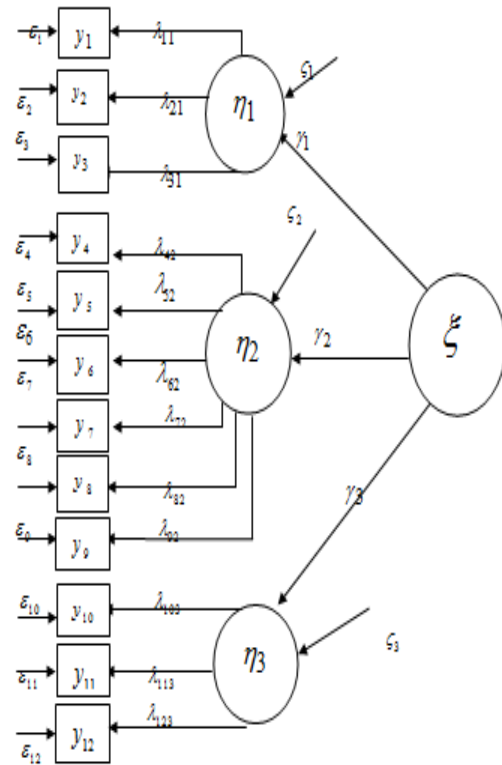 ε₁ y₁ λ₁₁
ς₁
ε₂ y₂ λ₂₁ η₁
γ₁
ε₃ y₃ λ₃₁
ς₂
ε₄ y₄ λ₄₂
ε₅ y₅ λ₅₂
ε₆ y₆ λ₆₂ η₂ γ₂ ξ
ε₇ y₇ λ₇₂
ε₈ y₈ λ₈₂ γ₃
ε₉ y₉ λ₉₂
ε₁₀ y₁₀ λ₁₀₃
ς₃
ε₁₁ y₁₁ λ₁₁₃ η₃
ε₁₂ y₁₂ λ₁₂₃